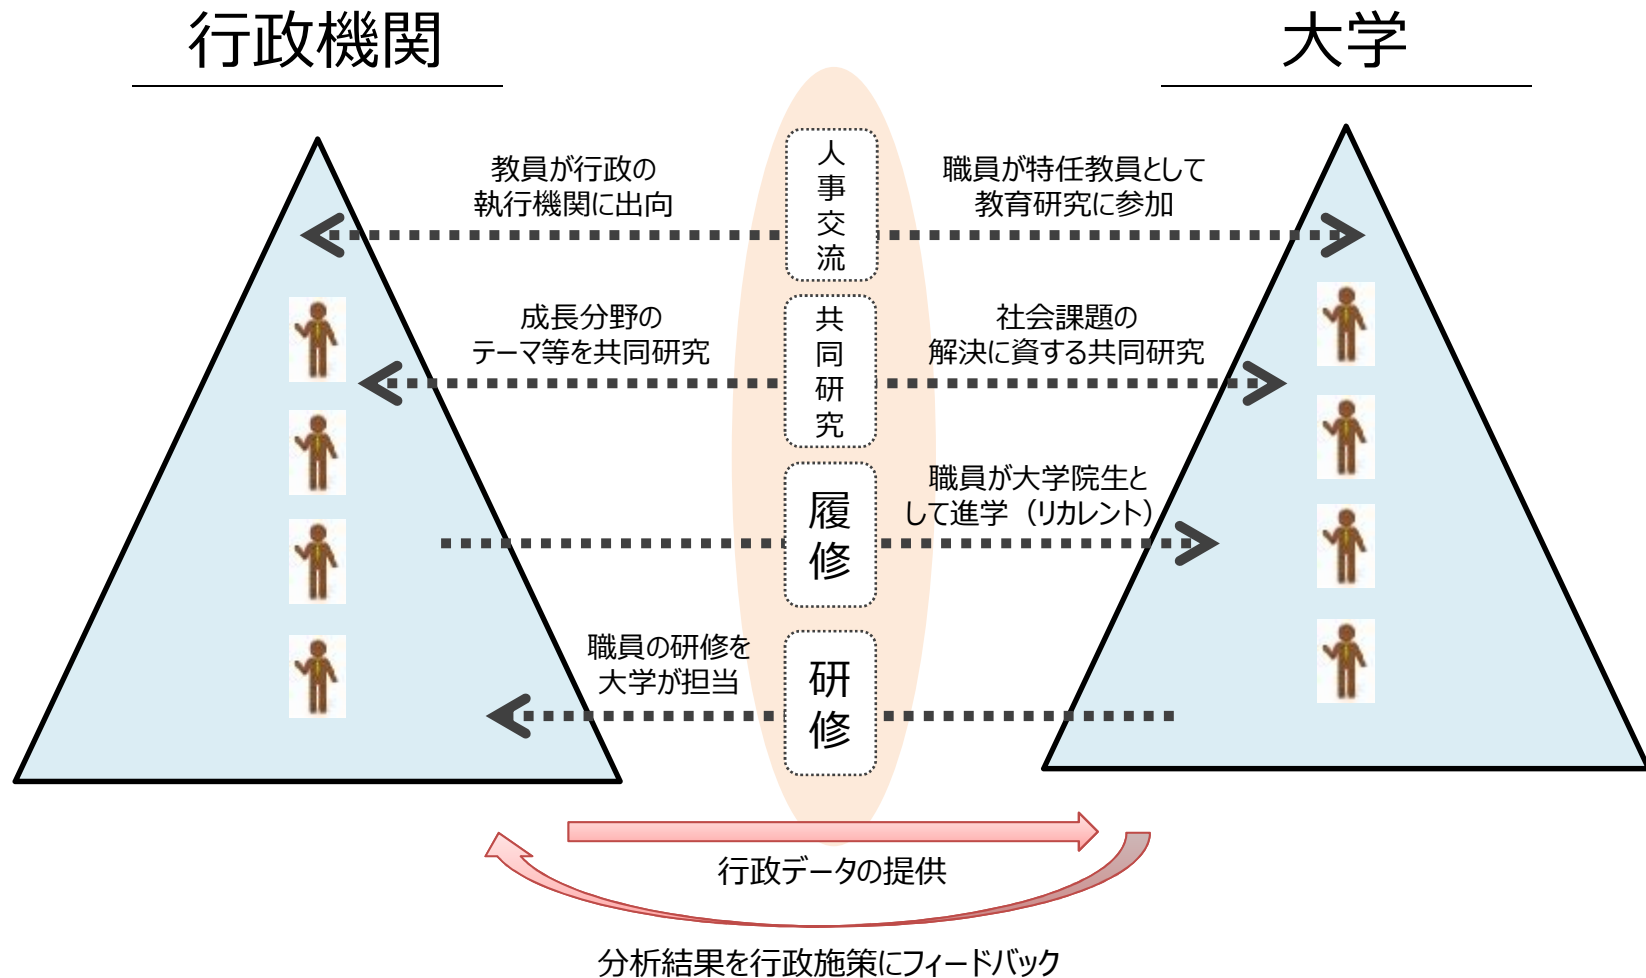 行政機関
大学
教員が行政の
執行機関に出向
人事交流
職員が特任教員として
教育研究に参加
成長分野の
テーマ等を共同研究
共同研究
社会課題の
解決に資する共同研究
履修
職員が大学院生と
して進学（リカレント）
職員の研修を
大学が担当
研修
行政データの提供
分析結果を行政施策にフィードバック